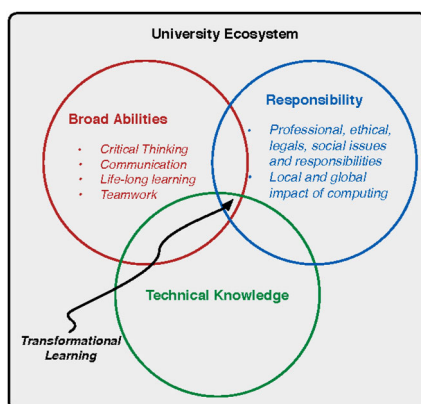 University Ecosystem
Broad Abilities
• Critical Thinking
• Communication
• Life-long learning
• Teamwork
Responsibility
• Professional, ethical,
legals, social issues
and responsibilities
• Local and global
impact of computing
Technical Knowledge
Transformational
Learning